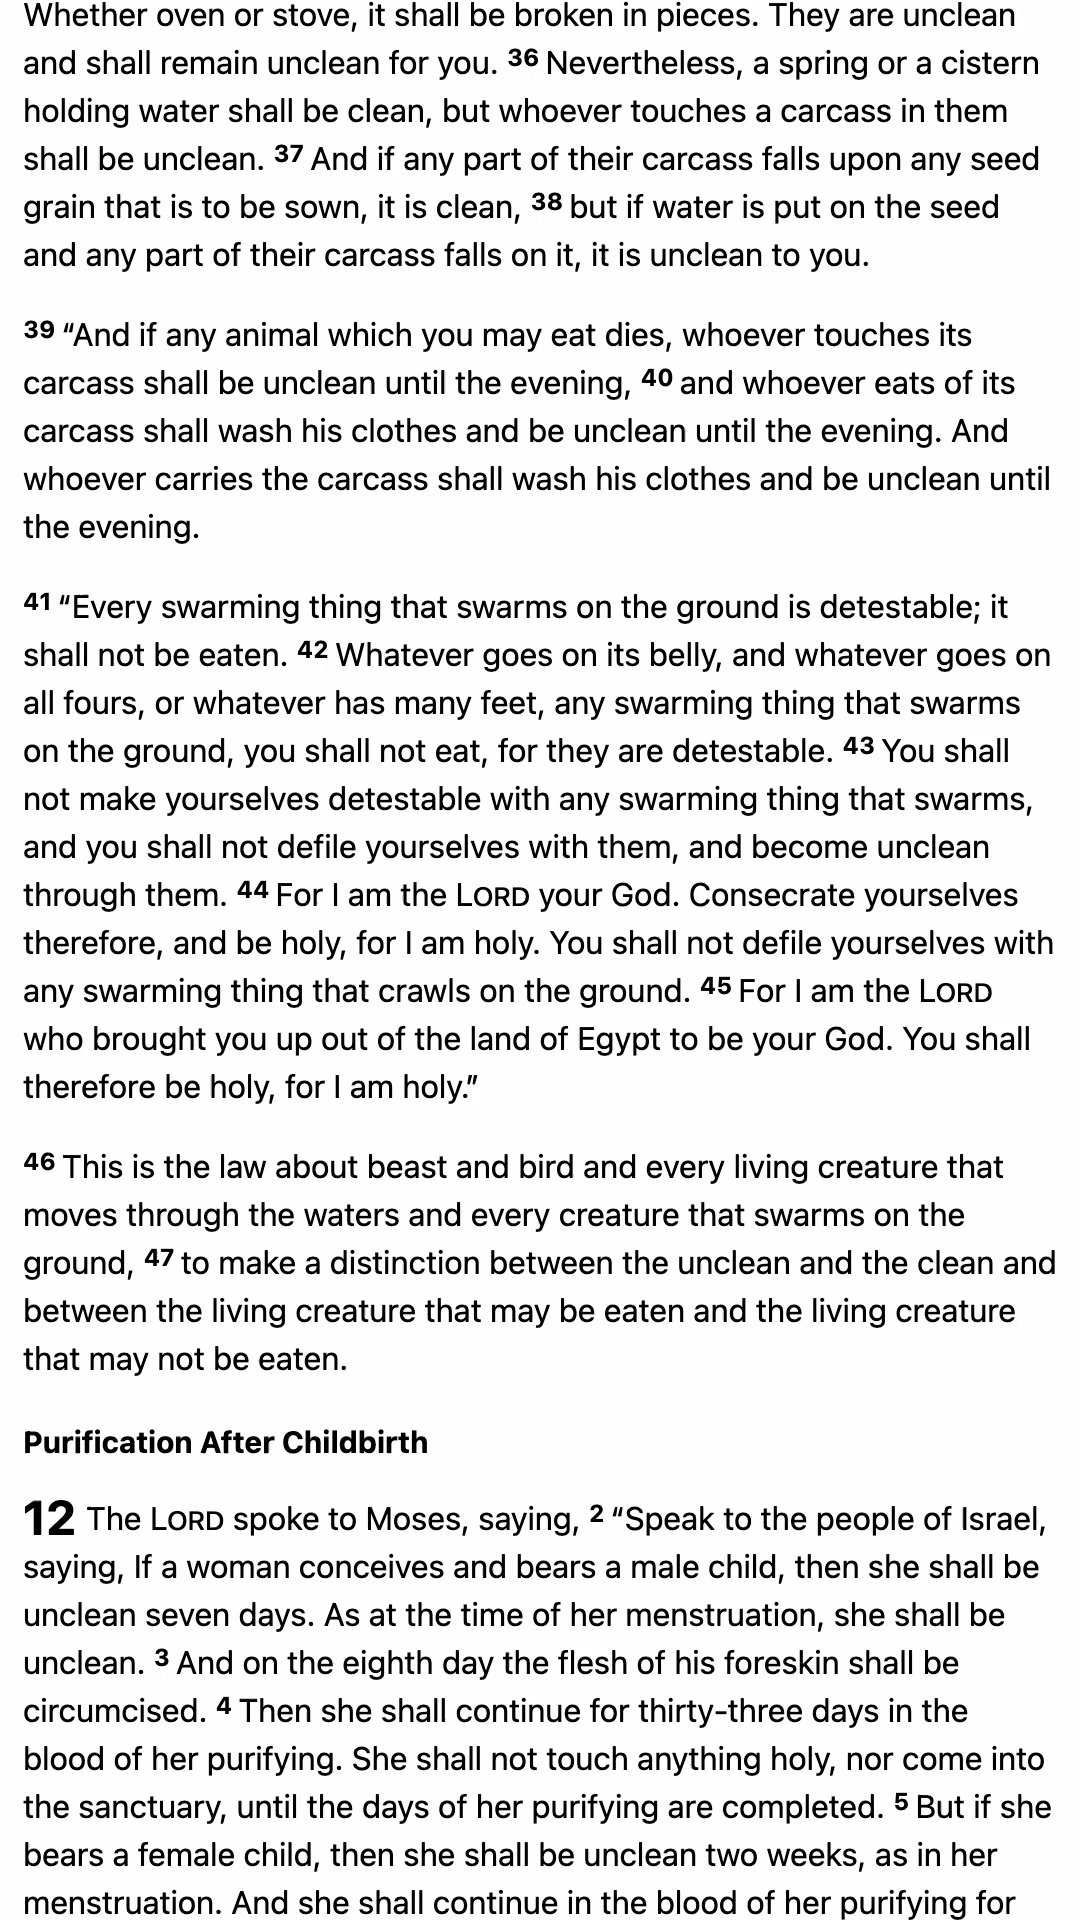 Whether oven or stove, it shall be broken in pieces. They are unclean
and shall remain unclean for you. 36 Nevertheless, a spring or a cistern
holding water shall be clean, but whoever touches a carcass in them
shall be unclean. 37 And if any part of their carcass falls upon any seed
grain that is to be sown, it is clean, 38 but if water is put on the seed
and any part of their carcass falls on it, it is unclean to you.
39 “And if any animal which you may eat dies, whoever touches its
carcass shall be unclean until the evening, 40 and whoever eats of its
carcass shall wash his clothes and be unclean until the evening. And
whoever carries the carcass shall wash his clothes and be unclean until
the evening.
41 “Every swarming thing that swarms on the ground is detestable; it
shall not be eaten. 42 Whatever goes on its belly, and whatever goes on
all fours, or whatever has many feet, any swarming thing that swarms
on the ground, you shall not eat, for they are detestable. 43 You shall
not make yourselves detestable with any swarming thing that swarms,
and you shall not defile yourselves with them, and become unclean
through them. 44 For I am the LORD your God. Consecrate yourselves
therefore, and be holy, for I am holy. You shall not defile yourselves with
any swarming thing that crawls on the ground. 45 For I am the LORD
who brought you up out of the land of Egypt to be your God. You shall
therefore be holy, for I am holy.”
46 This is the law about beast and bird and every living creature that
moves through the waters and every creature that swarms on the
ground, 47 to make a distinction between the unclean and the clean and
between the living creature that may be eaten and the living creature
that may not be eaten.
Purification After Childbirth
12 The LORD spoke to Moses, saying, 2 “Speak to the people of Israel,
saying, If a woman conceives and bears a male child, then she shall be
unclean seven days. As at the time of her menstruation, she shall be
unclean. 3 And on the eighth day the flesh of his foreskin shall be
circumcised. 4 Then she shall continue for thirty-three days in the
blood of her purifying. She shall not touch anything holy, nor come into
the sanctuary, until the days of her purifying are completed. 5 But if she
bears a female child, then she shall be unclean two weeks, as in her
menstruation. And she shall continue in the blood of her purifying for